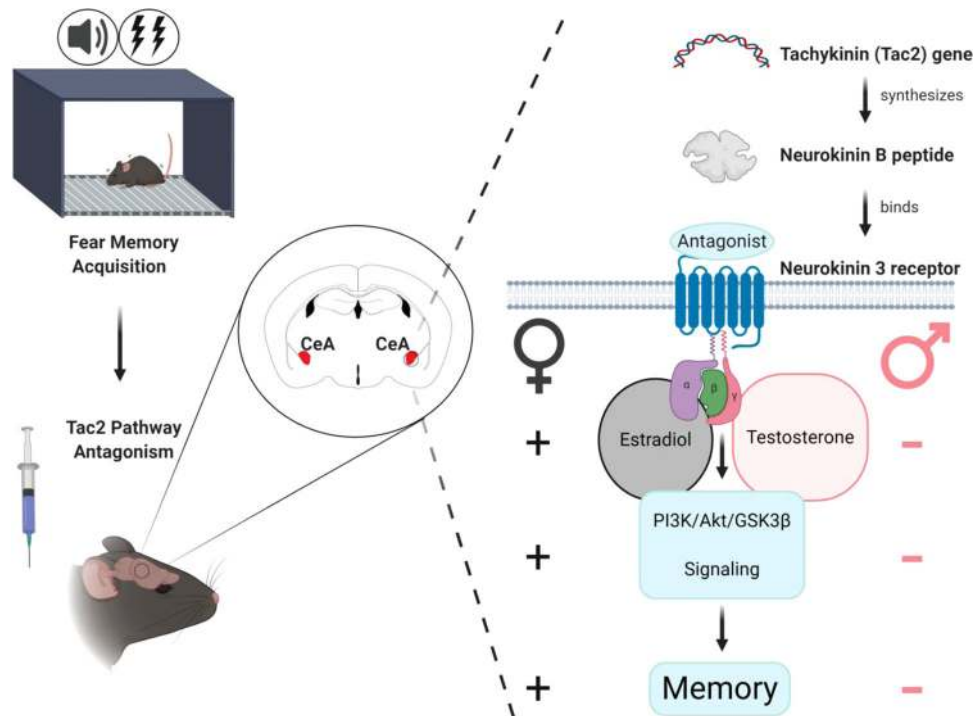 Fear Memory
Acquisition
Tac2 Pathway
Antagonism
CeA
CeA
Tachykinin (Tac2) gene
synthesizes
Neurokinin B peptide
binds
Antagonist
Neurokinin 3 receptor
α
β
γ
+
Estradiol
Testosterone
–
+
PI3K/Akt/GSK3β
Signaling
–
+
Memory
–